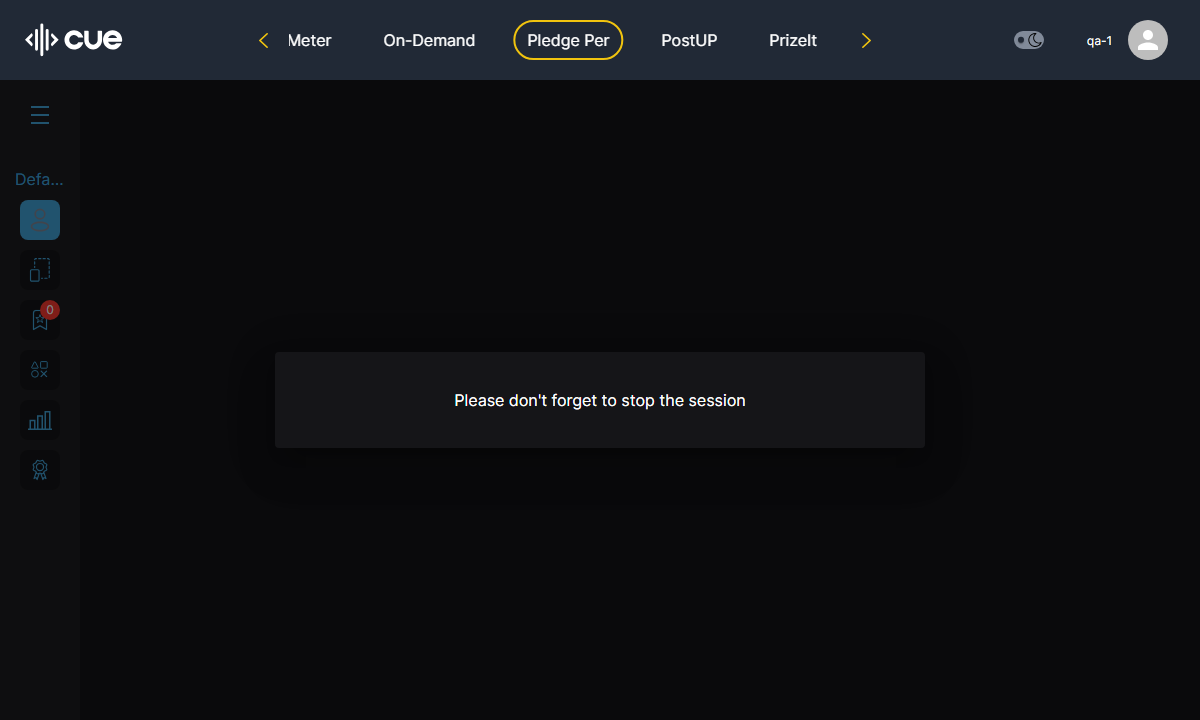 cue
Meter
On-Demand
Pledge Per
PostUP
PrizeIt
qa-1
Defa...
0
Please don't forget to stop the session